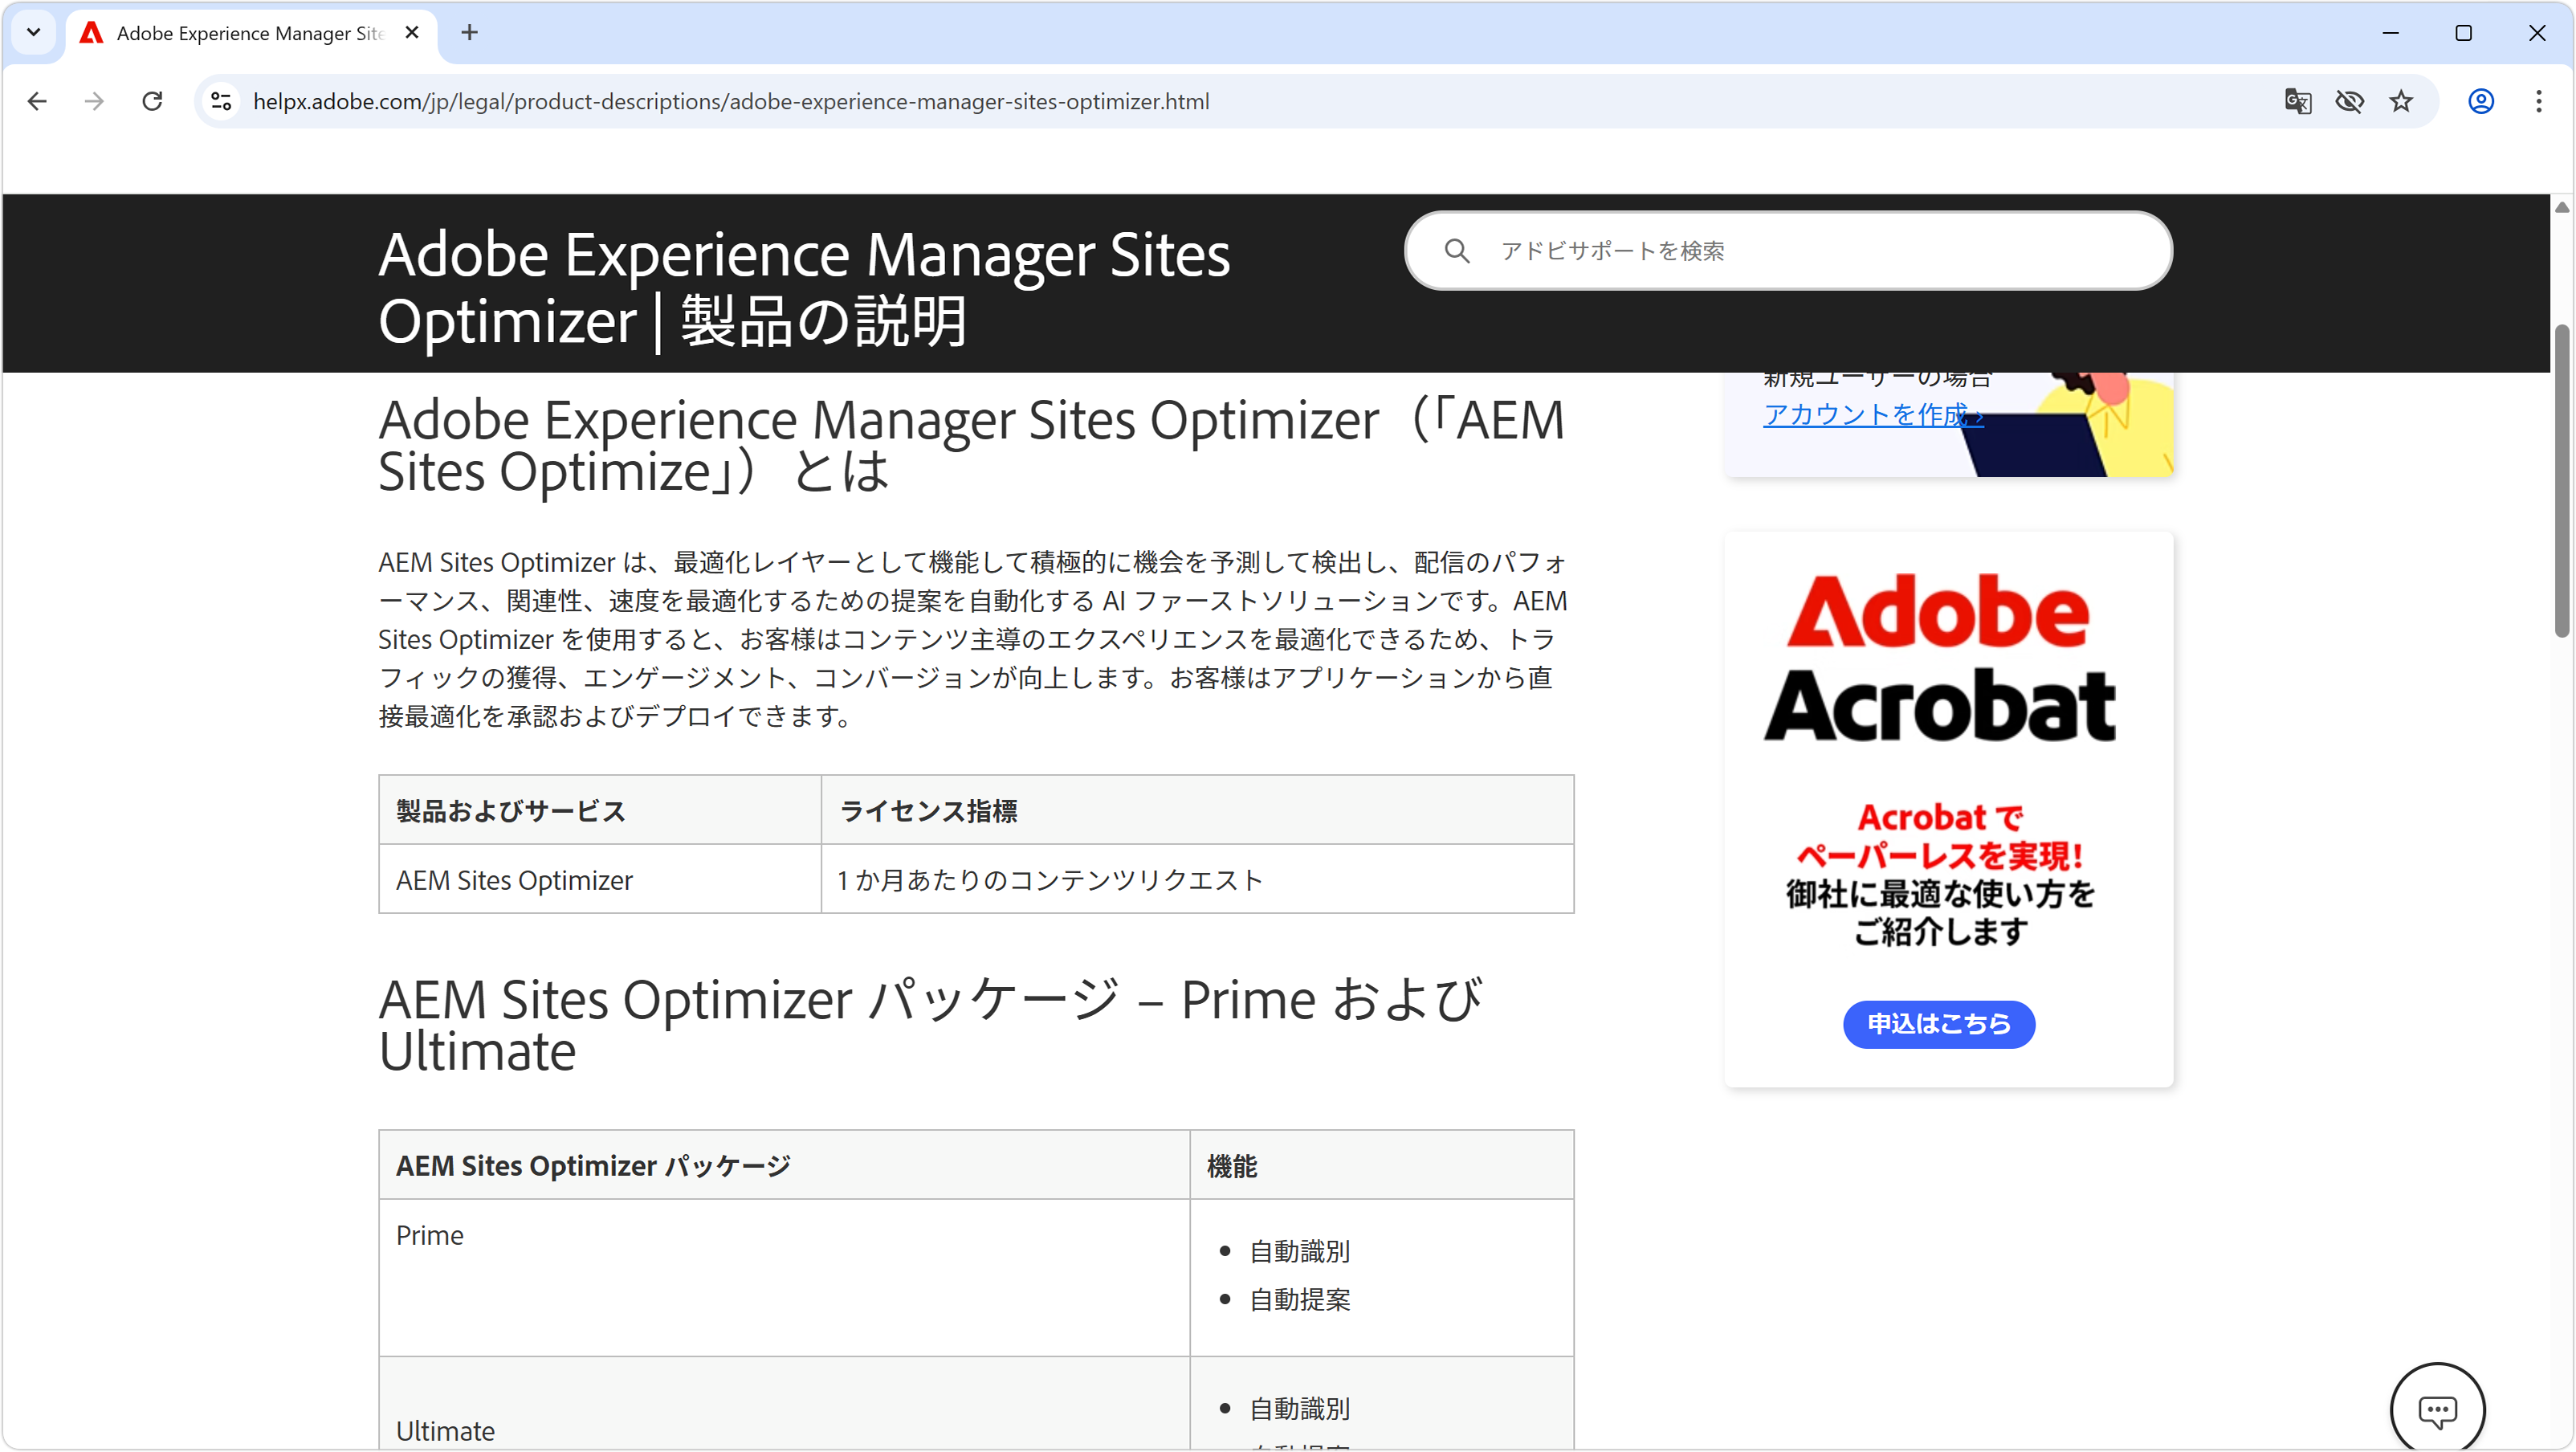 Adobe Experience Manager Site
helpx.adobe.com/jp/legal/product-descriptions/adobe-experience-manager-sites-optimizer.html
Adobe Experience Manager Sites
Optimizer | 製品の説明
アドビサポートを検索
新規ユーザーの場合
アカウントを作成 ›
Adobe Experience Manager Sites Optimizer（「AEM
Sites Optimize」） とは
AEM Sites Optimizer は、最適化レイヤーとして機能して積極的に機会を予測して検出し、配信のパフォ
ーマンス、関連性、速度を最適化するための提案を自動化する AI ファーストソリューションです。AEM
Sites Optimizer を使用すると、お客様はコンテンツ主導のエクスペリエンスを最適化できるため、トラ
フィックの獲得、エンゲージメント、コンバージョンが向上します。お客様はアプリケーションから直
接最適化を承認およびデプロイできます。
製品およびサービス
ライセンス指標
AEM Sites Optimizer
1 か月あたりのコンテンツリクエスト
AEM Sites Optimizer パッケージ – Prime および
Ultimate
AEM Sites Optimizer パッケージ
機能
Prime
• 自動識別
• 自動提案
Ultimate
• 自動識別
Adobe
Acrobat
Acrobat で
ペーパーレスを実現！
御社に最適な使い方を
ご紹介します
申込はこちら